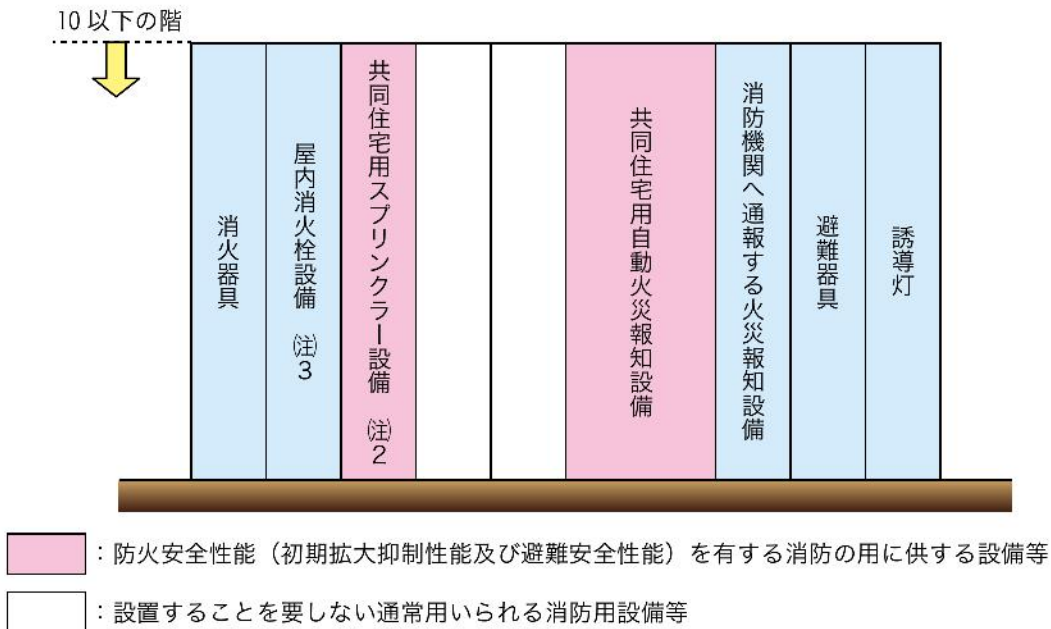 10 以下の階
消火器具
屋内消火栓設備 ㊟3
共同住宅用スプリンクラー設備 ㊟2
共同住宅用自動火災報知設備
消防機関へ通報する火災報知設備
避難器具
誘導灯
：防火安全性能（初期拡大抑制性能及び避難安全性能）を有する消防の用に供する設備等
：設置することを要しない通常用いられる消防用設備等